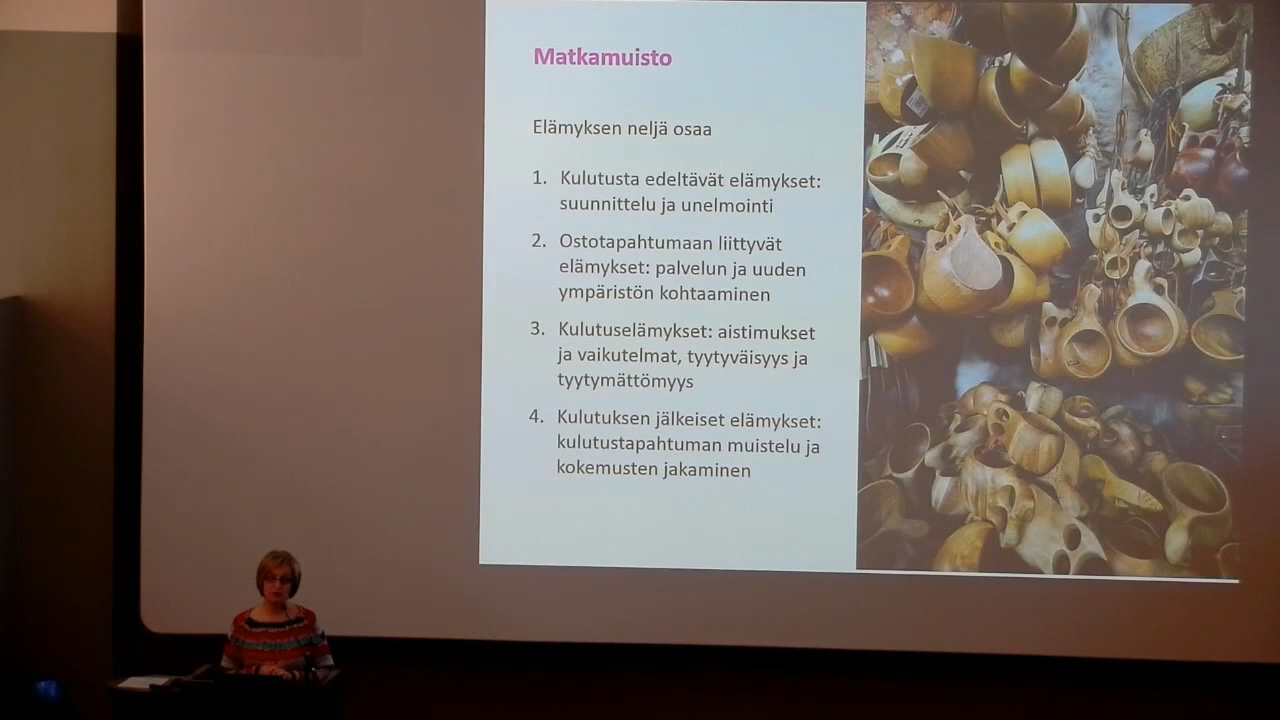 Matkamuisto
Elämyksen neljä osaa
1. Kulutusta edeltävät elämykset:
suunnittelu ja unelmointi
2. Ostotapahtumaan liittyvät
elämykset: palvelun ja uuden
ympäristön kohtaaminen
3. Kulutuselämykset: aistimukset
ja vaikutelmat, tyytyväisyys ja
tyytymättömyys
4. Kulutuksen jälkeiset elämykset:
kulutustapahtuman muistelu ja
kokemusten jakaminen